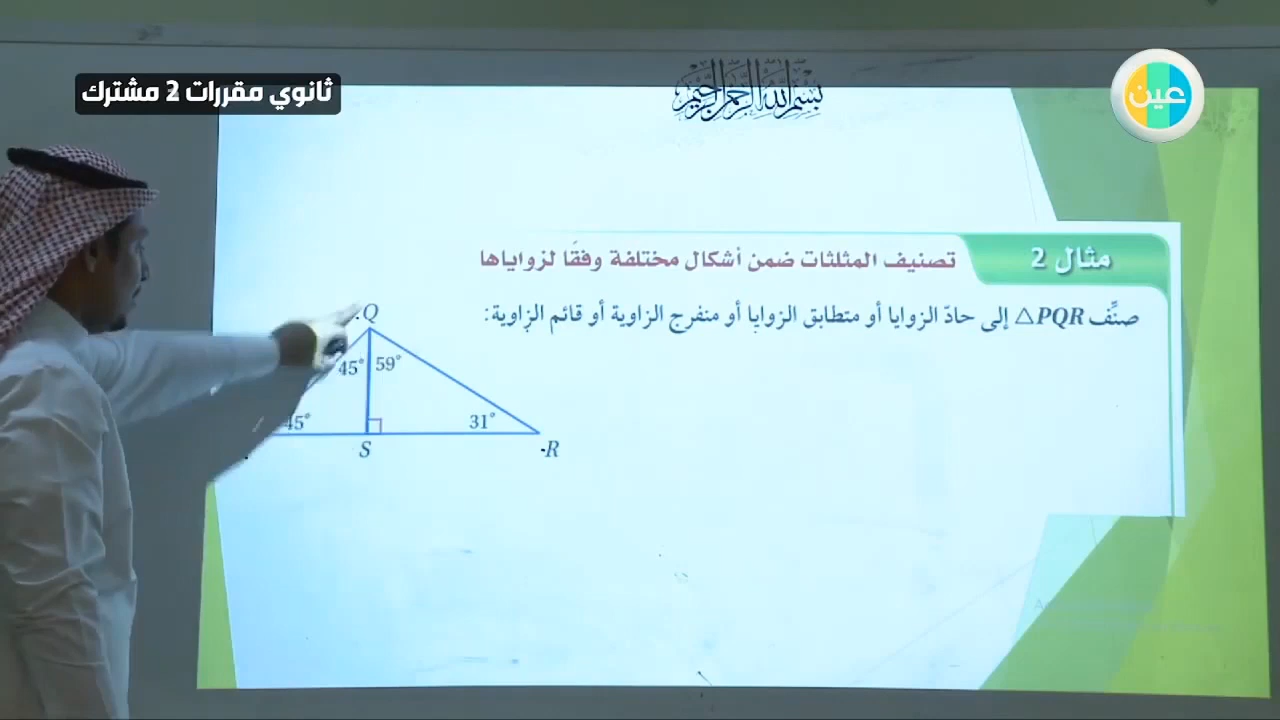 ثانوي مقررات 2 مشترك
عين
بسم الله الرحمن الرحيم
مثال 2
تصنيف المثلثات ضمن أشكال مختلفة وفقًا لزواياها
صنِّف △PQR إلى حادّ الزوايا أو متطابق الزوايا أو منفرج الزاوية أو قائم الزاوية:
Q
45° 59°
45° 31°
S
R